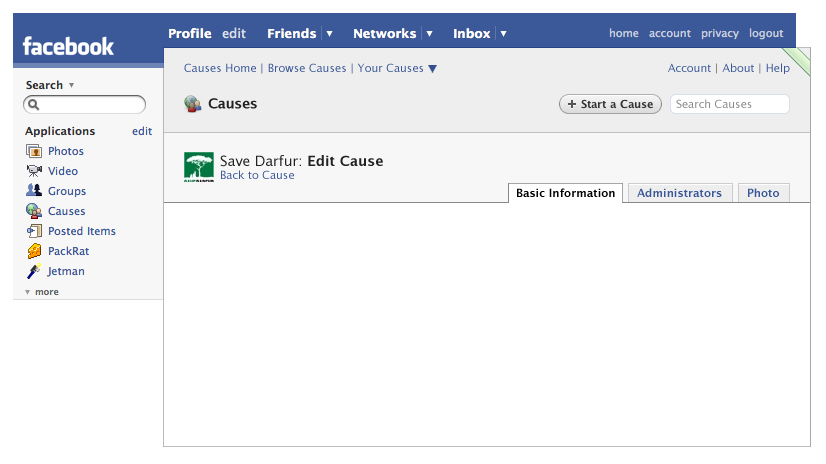 facebook
Profile edit Friends Networks Inbox home account privacy logout
Search
Applications edit
Photos
Video
Groups
Causes
Posted Items
PackRat
Jetman
more
Causes Home | Browse Causes | Your Causes Account | About | Help
Causes + Start a Cause Search Causes
Save Darfur: Edit Cause
Back to Cause
Basic Information Administrators Photo